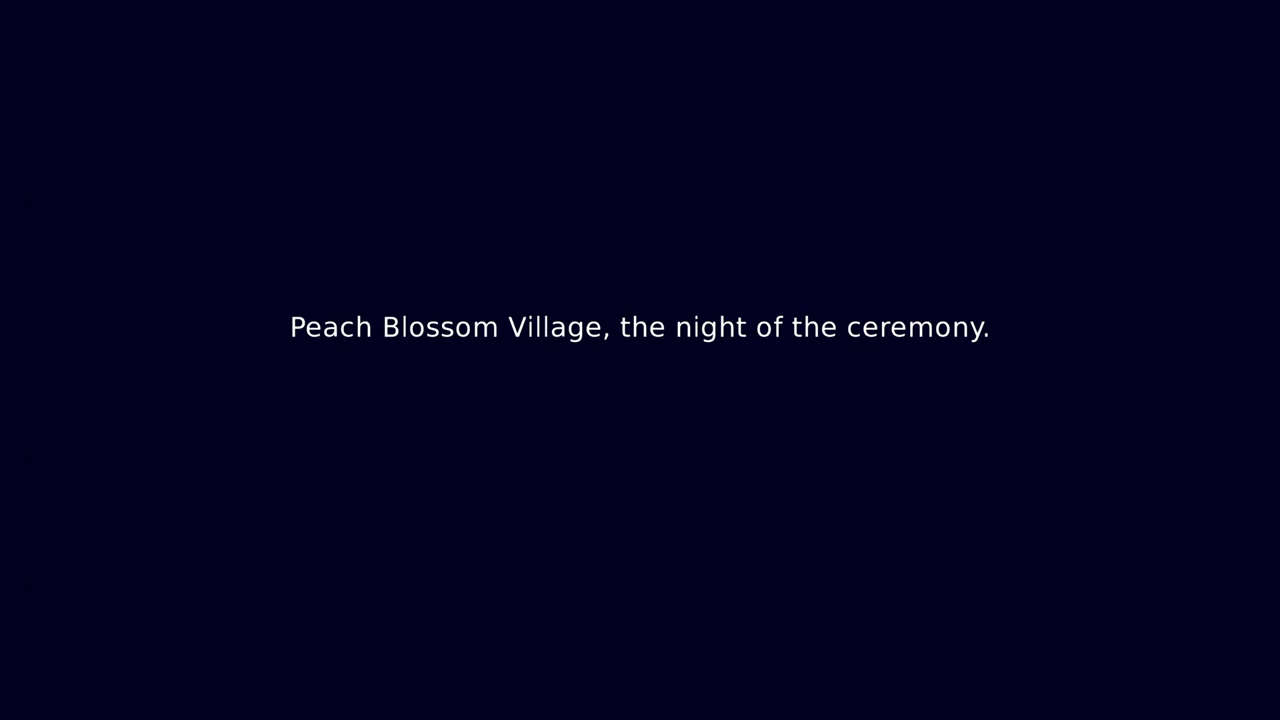 Peach Blossom Village, the night of the ceremony.